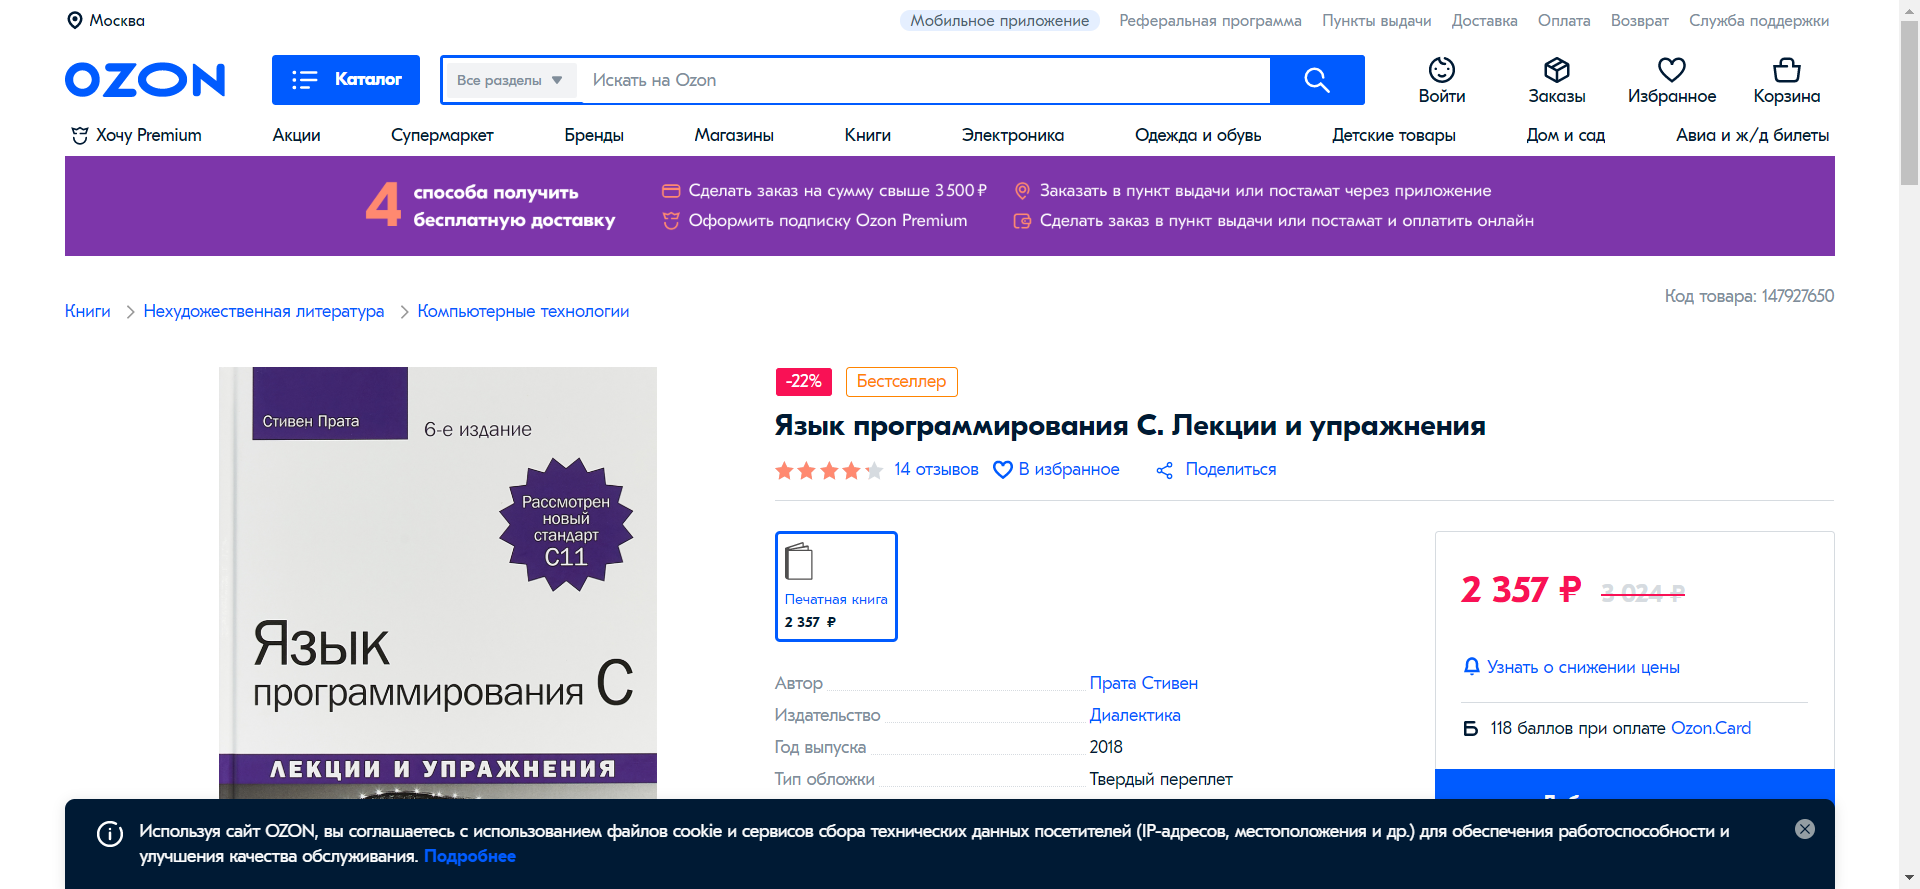 Москва
Мобильное приложение
Реферальная программа
Пункты выдачи
Доставка
Оплата
Возврат
Служба поддержки
OZON
Каталог
Все разделы
Искать на Ozon
Войти
Заказы
Избранное
Корзина
Хочу Premium
Акции
Супермаркет
Бренды
Магазины
Книги
Электроника
Одежда и обувь
Детские товары
Дом и сад
Авиа и ж/д билеты
4 способа получить
бесплатную доставку
Сделать заказ на сумму свыше 3 500 ₽
Оформить подписку Ozon Premium
Заказать в пункт выдачи или постамат через приложение
Сделать заказ в пункт выдачи или постамат и оплатить онлайн
Книги
Нехудожественная литература
Компьютерные технологии
Код товара: 147927650
Стивен Прата
6-е издание
Рассмотрен
новый
стандарт
C11
Язык
программирования C
ЛЕКЦИИ И УПРАЖНЕНИЯ
-22%
Бестселлер
Язык программирования C. Лекции и упражнения
14 отзывов
В избранное
Поделиться
Печатная книга
2 357 ₽
Автор Прата Стивен
Издательство Диалектика
Год выпуска 2018
Тип обложки Твердый переплет
2 357 ₽ 3 024 ₽
Узнать о снижении цены
Б 118 баллов при оплате Ozon.Card
Используя сайт OZON, вы соглашаетесь с использованием файлов cookie и сервисов сбора технических данных посетителей (IP-адресов, местоположения и др.) для обеспечения работоспособности и
улучшения качества обслуживания. Подробнее